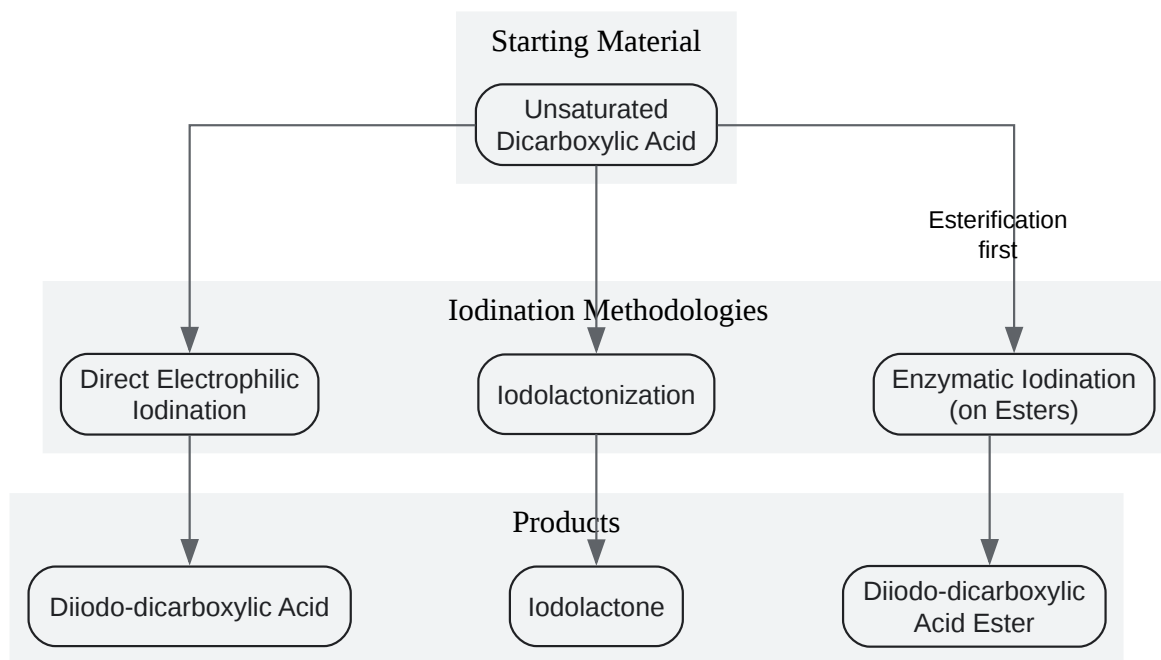 Starting Material
Unsaturated
Dicarboxylic Acid
Esterification
first
Iodination Methodologies
Direct Electrophilic
Iodination
Iodolactonization
Enzymatic Iodination
(on Esters)
Products
Diiodo-dicarboxylic Acid
Iodolactone
Diiodo-dicarboxylic
Acid Ester